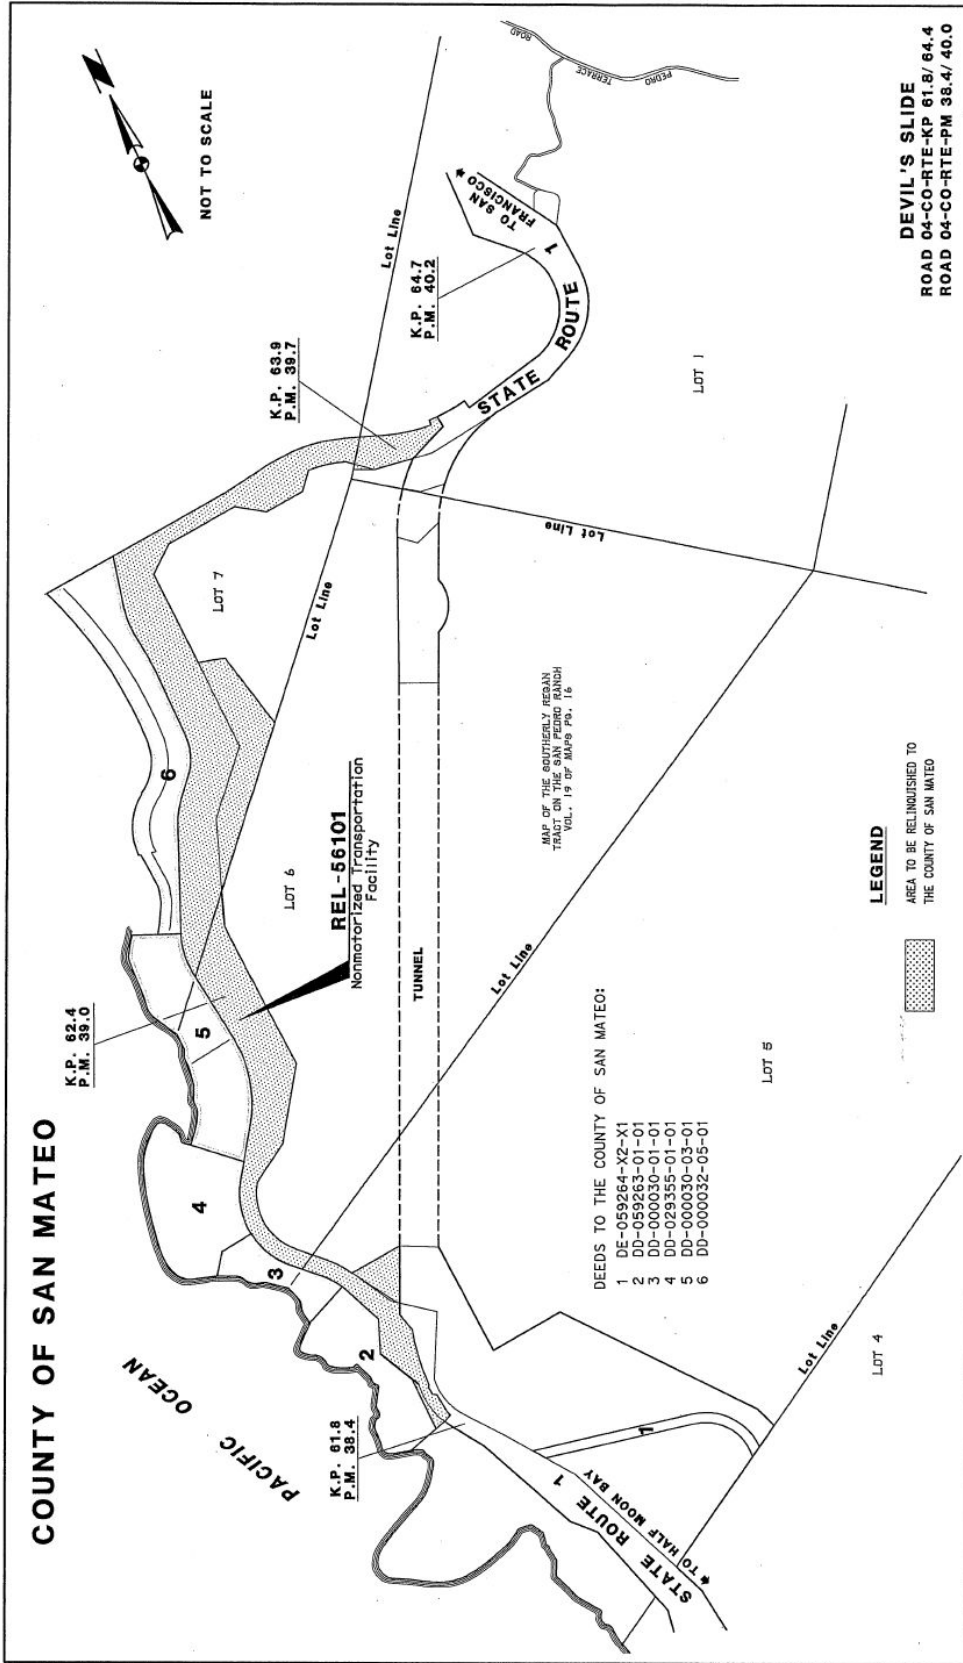 COUNTY OF SAN MATEO
NOT TO SCALE
PACIFIC OCEAN
K.P. 61.8
P.M. 38.4
K.P. 62.4
P.M. 39.0
K.P. 63.9
P.M. 39.7
K.P. 64.7
P.M. 40.2
2
3
4
5
6
REL-56101
Nonmotorized Transportation
Facility
LOT 6
LOT 7
Lot Line
Lot Line
TUNNEL
STATE ROUTE
1
TO SAN
FRANCISCO
PEDRO
TERRACE
ROAD
STATE ROUTE 1
TO HALF MOON BAY
1
Lot Line
Lot Line
Lot Line
LOT 1
LOT 5
LOT 4
MAP OF THE SOUTHERLY REGAN
TRACT ON THE SAN PEDRO RANCH
VOL. 19 OF MAPS PG. 16
DEEDS TO THE COUNTY OF SAN MATEO:
1 DE-059264-X2-X1
2 DD-059263-01-01
3 DD-000030-01-01
4 DD-029355-01-01
5 DD-000030-03-01
6 DD-000032-05-01
LEGEND
AREA TO BE RELINQUISHED TO
THE COUNTY OF SAN MATEO
DEVIL'S SLIDE
ROAD 04-CO-RTE-KP 61.8/ 64.4
ROAD 04-CO-RTE-PM 38.4/ 40.0